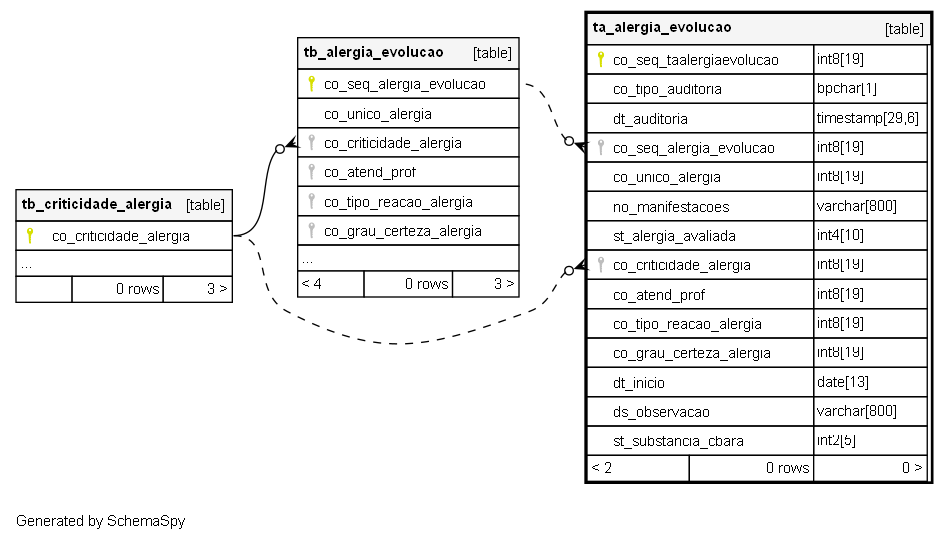 tb_criticidade_alergia [table]
co_criticidade_alergia
...
0 rows 3 >
tb_alergia_evolucao [table]
co_seq_alergia_evolucao
co_unico_alergia
co_criticidade_alergia
co_atend_prof
co_tipo_reacao_alergia
co_grau_certeza_alergia
...
< 4 0 rows 3 >
ta_alergia_evolucao [table]
co_seq_taalergiaevolucao int8[19]
co_tipo_auditoria bpchar[1]
dt_auditoria timestamp[29,6]
co_seq_alergia_evolucao int8[19]
co_unico_alergia int8[19]
no_manifestacoes varchar[800]
st_alergia_avaliada int4[10]
co_criticidade_alergia int8[19]
co_atend_prof int8[19]
co_tipo_reacao_alergia int8[19]
co_grau_certeza_alergia int8[19]
dt_inicio date[13]
ds_observacao varchar[800]
st_substancia_cbara int2[5]
< 2 0 rows 0 >
Generated by SchemaSpy